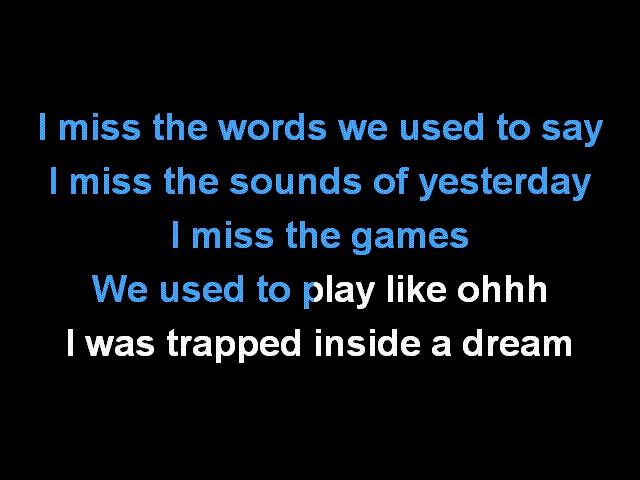 I miss the words we used to say
I miss the sounds of yesterday
I miss the games
We used to play like ohhh
I was trapped inside a dream